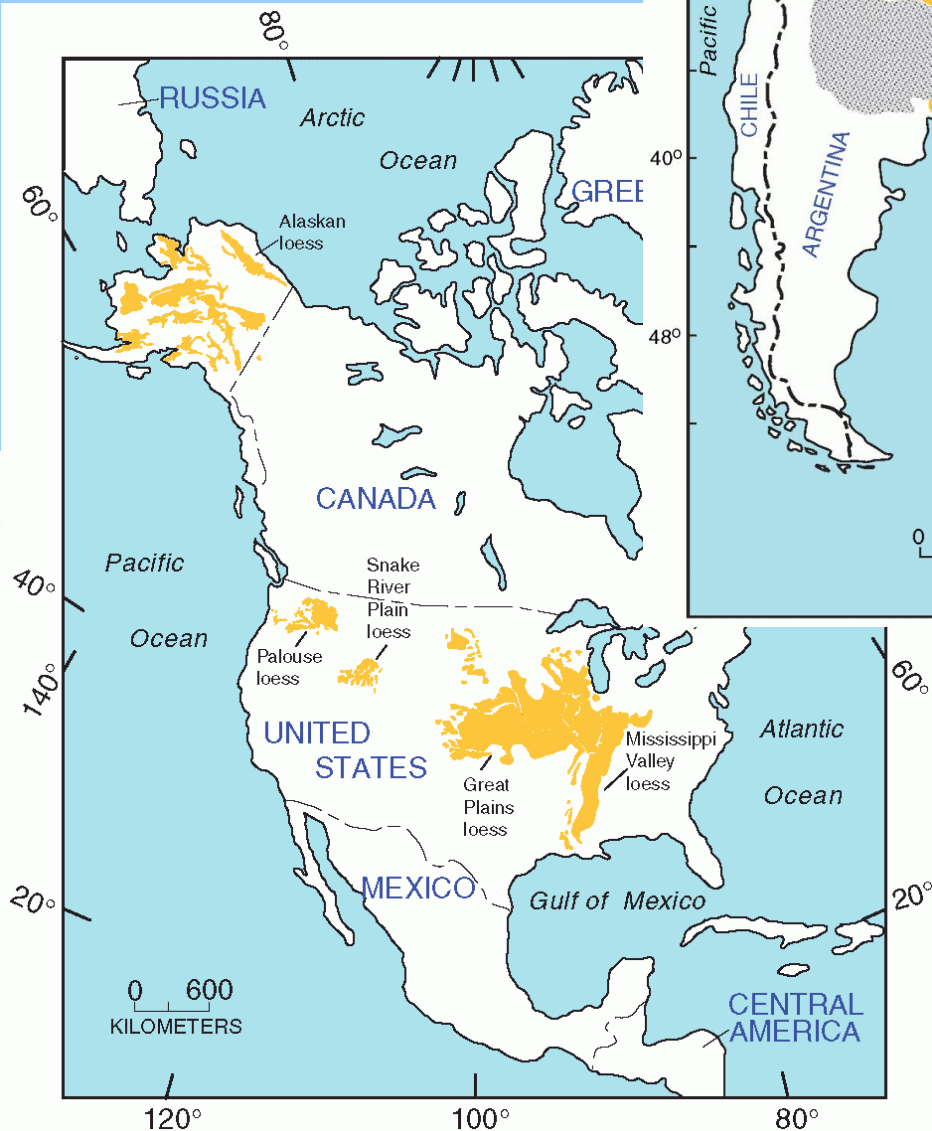 80°
RUSSIA
Arctic
Ocean
GREE
60°
Alaskan
loess
CANADA
Pacific
Ocean
40°
140°
Snake
River
Plain
loess
Palouse
loess
UNITED
STATES
Great
Plains
loess
Mississippi
Valley
loess
Atlantic
Ocean
60°
MEXICO
Gulf of Mexico
20°
20°
0 600
KILOMETERS
CENTRAL
AMERICA
120°
100°
80°
Pacific
CHILE
ARGENTINA
40°
48°
0